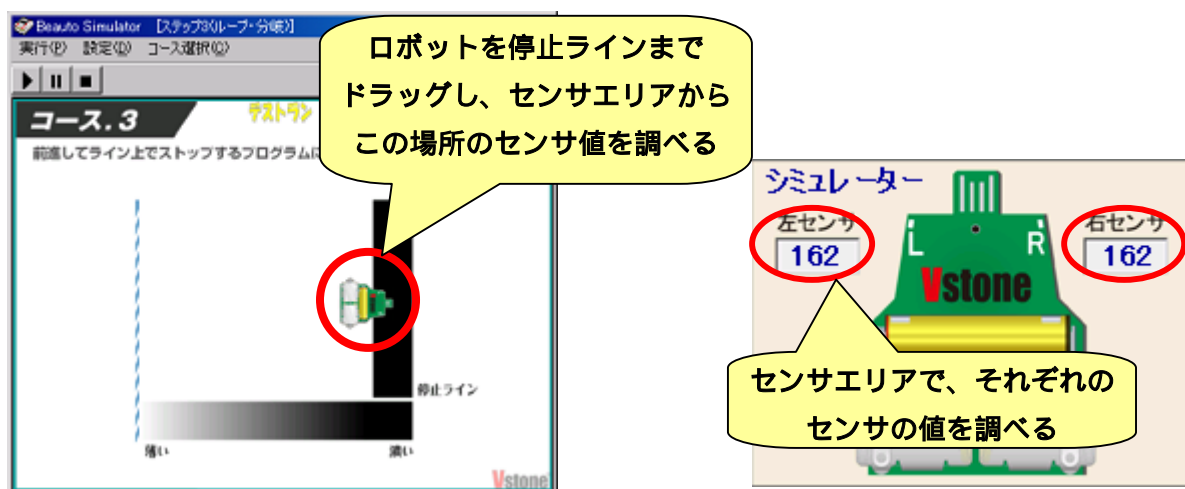 Beauto Simulator [ステップ3(ループ・分岐)]
実行(P) 設定(D) コース選択(G)
コース.3
テストラン
前進してライン上でストップするプログラムに
停止ライン
薄い
濃い
Vstone
ロボットを停止ラインまで
ドラッグし、センサエリアから
この場所のセンサ値を調べる
シミュレーター
左センサ
162
右センサ
162
L
R
Vstone
センサエリアで、それぞれの
センサの値を調べる